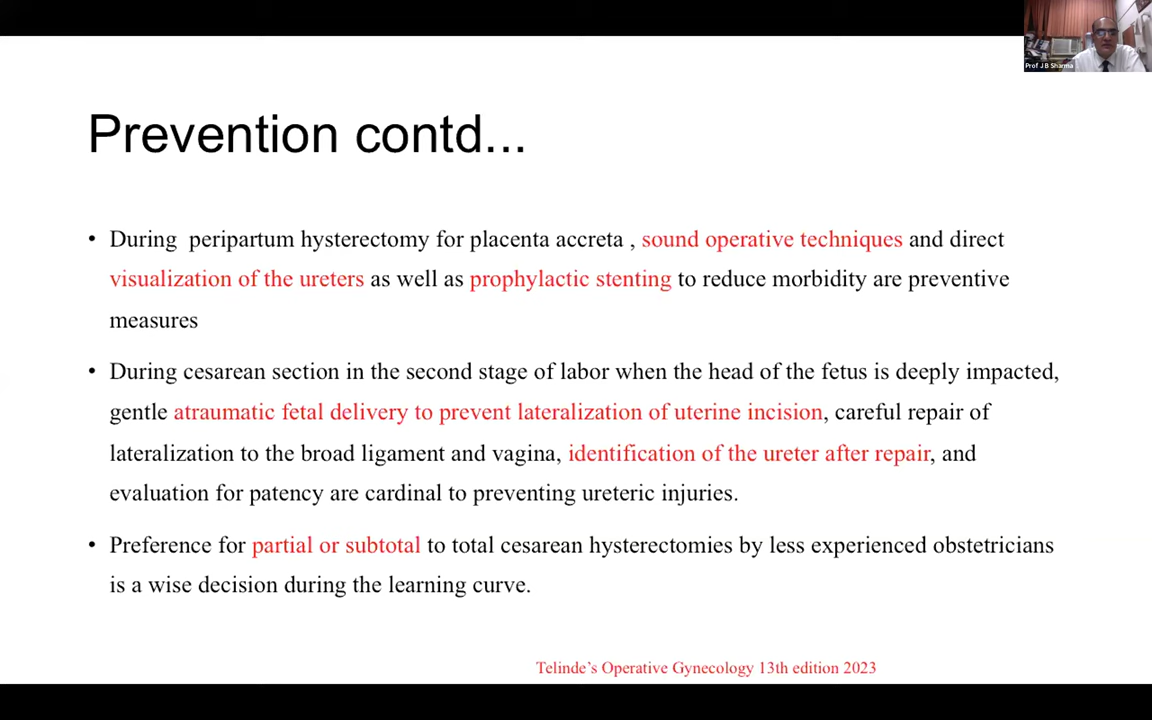 Prof J B Sharma
Prevention contd...
• During peripartum hysterectomy for placenta accreta , sound operative techniques and direct
visualization of the ureters as well as prophylactic stenting to reduce morbidity are preventive
measures
• During cesarean section in the second stage of labor when the head of the fetus is deeply impacted,
gentle atraumatic fetal delivery to prevent lateralization of uterine incision, careful repair of
lateralization to the broad ligament and vagina, identification of the ureter after repair, and
evaluation for patency are cardinal to preventing ureteric injuries.
• Preference for partial or subtotal to total cesarean hysterectomies by less experienced obstetricians
is a wise decision during the learning curve.
Telinde’s Operative Gynecology 13th edition 2023